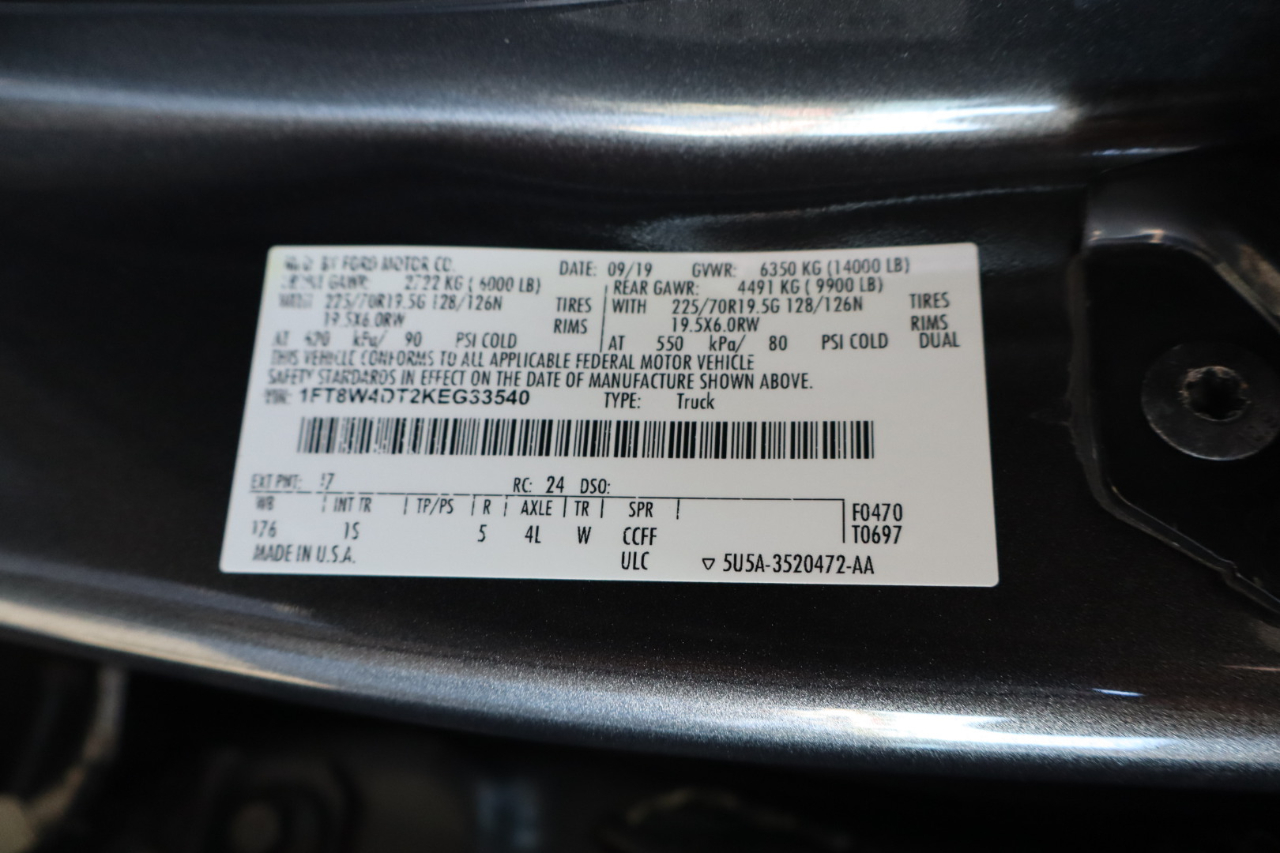 MFD. BY FORD MOTOR CO. DATE: 09/19 GVWR: 6350 KG (14000 LB)
GAWR: 2722 KG (6000 LB) REAR GAWR: 4491 KG (9900 LB)
WITH 225/70R19.5G 128/126N TIRES WITH 225/70R19.5G 128/126N TIRES
19.5X6.0RW RIMS 19.5X6.0RW RIMS
AT 620 kPa/ 90 PSI COLD AT 550 kPa/ 80 PSI COLD DUAL
THIS VEHICLE CONFORMS TO ALL APPLICABLE FEDERAL MOTOR VEHICLE
SAFETY STANDARDS IN EFFECT ON THE DATE OF MANUFACTURE SHOWN ABOVE.
VIN: 1FT8W4DT2KEG33540 TYPE: Truck
EXT PNT: RC: 24 DSO:
WB INT TR TP/PS R AXLE TR SPR F0470
176 1S 5 4L W CCFF T0697
MADE IN U.S.A. ULC ▽ 5U5A-3520472-AA